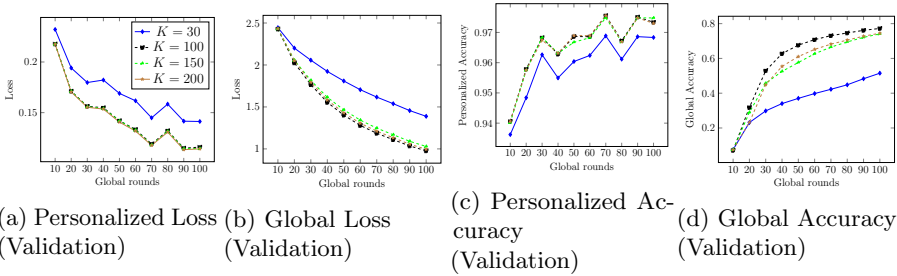 K = 30
K = 100
K = 150
K = 200
0.2
0.15
Loss
10 20 30 40 50 60 70 80 90 100
Global rounds
(a) Personalized Loss
(Validation)
2.5
2
1.5
1
Loss
10 20 30 40 50 60 70 80 90 100
Global rounds
(b) Global Loss
(Validation)
0.97
0.96
0.95
0.94
Personalized Accuracy
10 20 30 40 50 60 70 80 90 100
Global rounds
(c) Personalized Ac-
curacy
(Validation)
0.8
0.6
0.4
0.2
Global Accuracy
10 20 30 40 50 60 70 80 90 100
Global rounds
(d) Global Accuracy
(Validation)